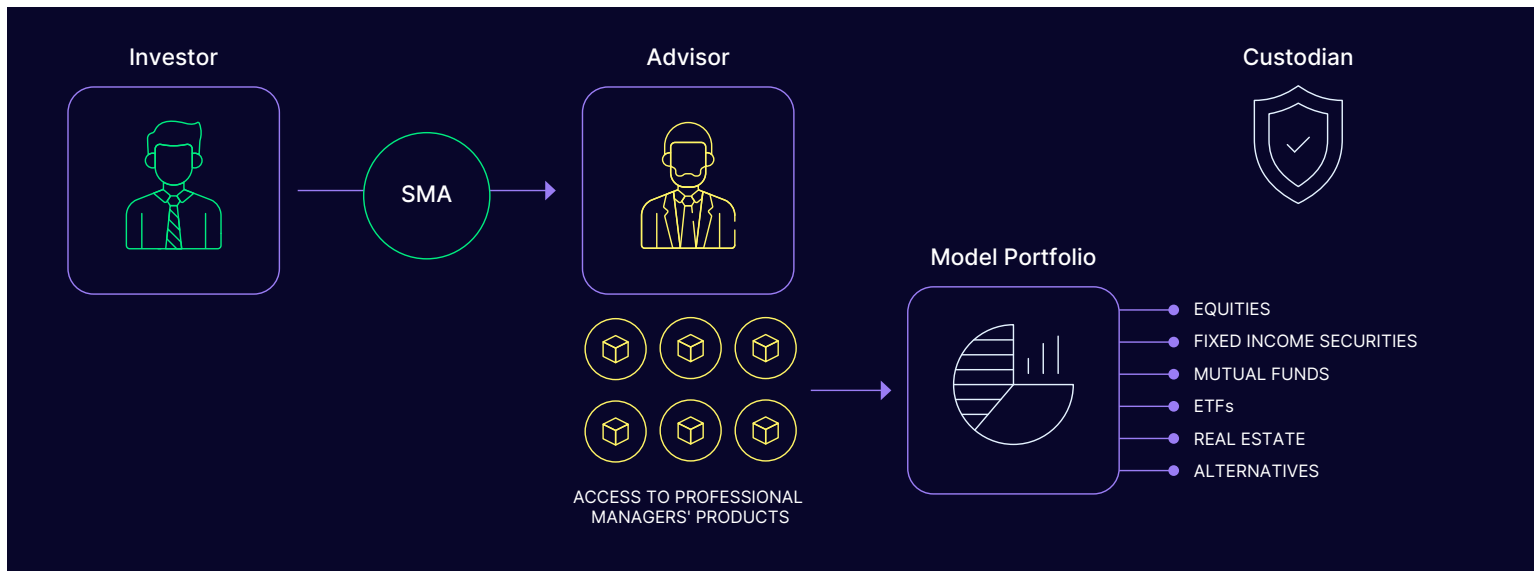 Investor
Advisor
Custodian
SMA
Model Portfolio
EQUITIES
FIXED INCOME SECURITIES
MUTUAL FUNDS
ETFs
REAL ESTATE
ALTERNATIVES
ACCESS TO PROFESSIONAL
MANAGERS' PRODUCTS